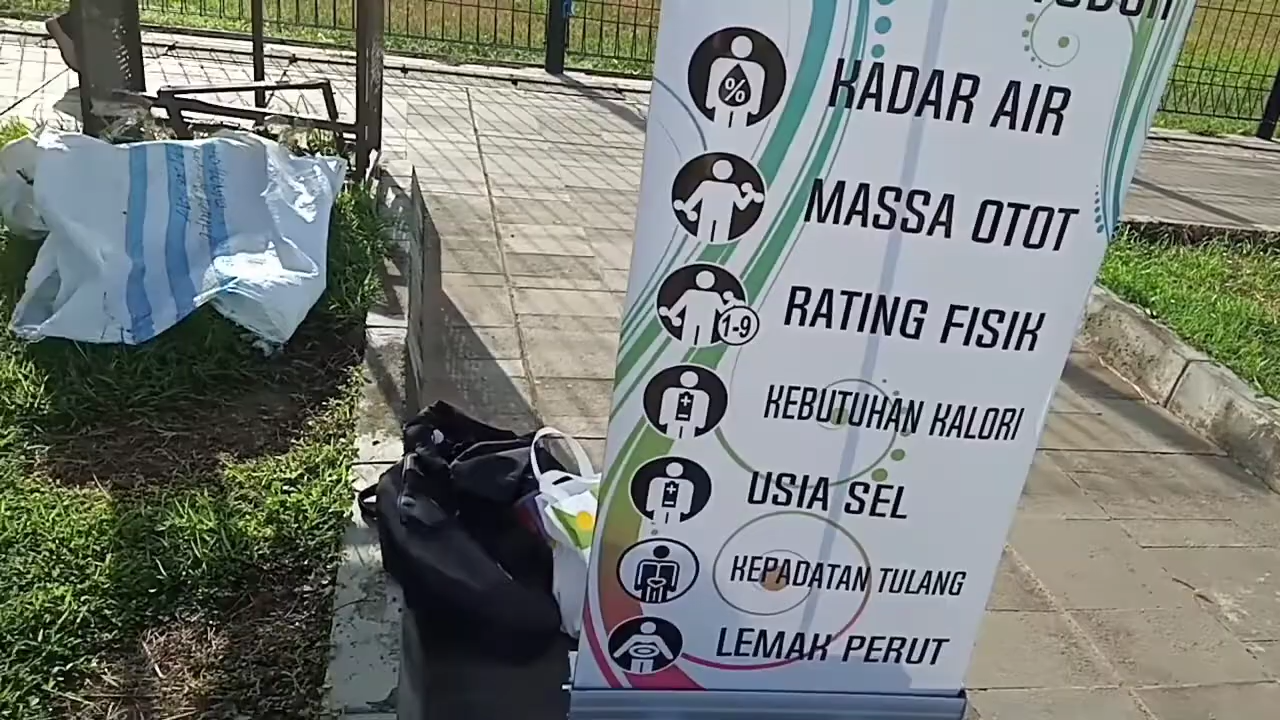 KADAR AIR
%
MASSA OTOT
RATING FISIK
1-9
KEBUTUHAN KALORI
USIA SEL
KEPADATAN TULANG
LEMAK PERUT